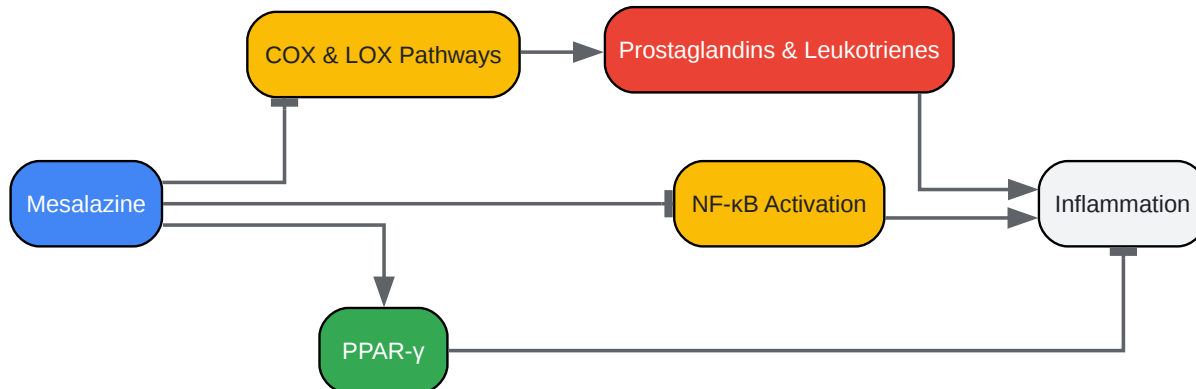 COX & LOX Pathways
Prostaglandins & Leukotrienes
Mesalazine
NF-κB Activation
Inflammation
PPAR-γ